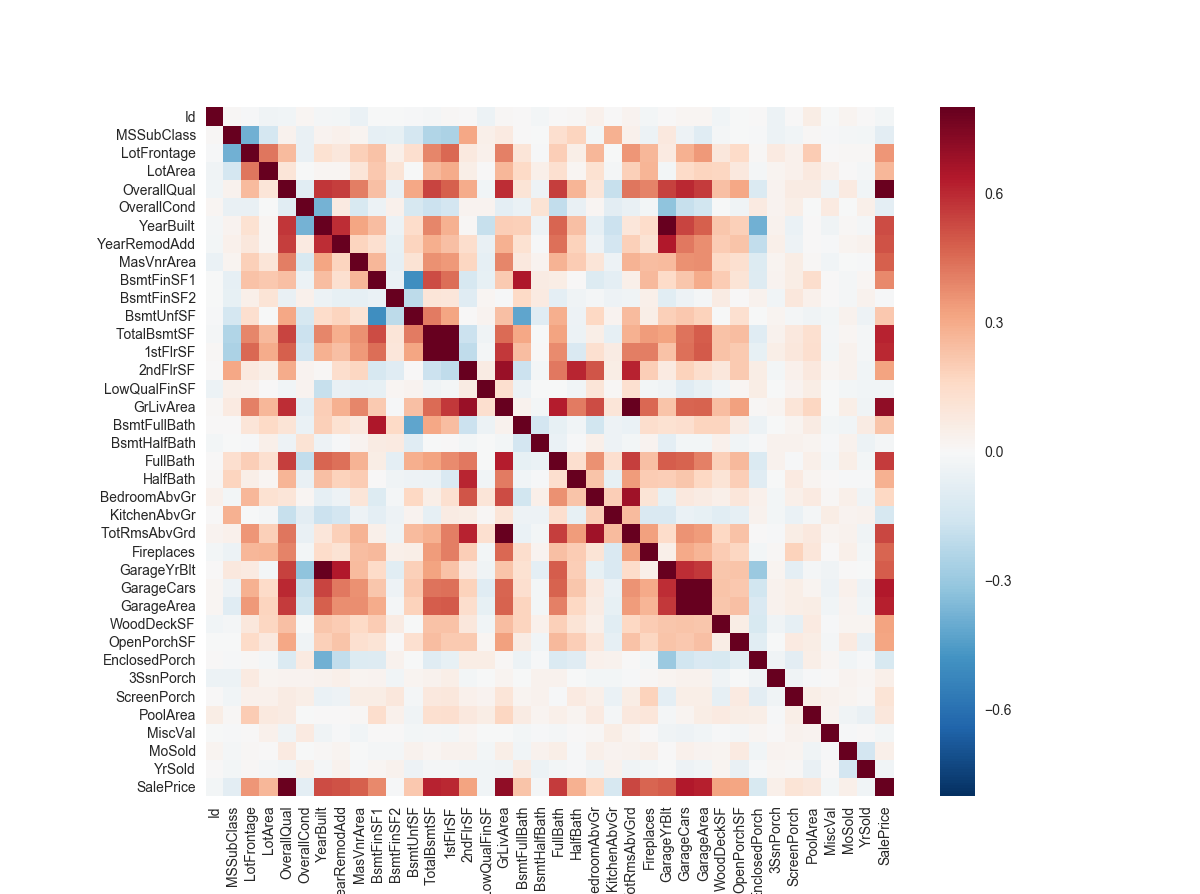 Id
MSSubClass
LotFrontage
LotArea
OverallQual
OverallCond
YearBuilt
YearRemodAdd
MasVnrArea
BsmtFinSF1
BsmtFinSF2
BsmtUnfSF
TotalBsmtSF
1stFlrSF
2ndFlrSF
LowQualFinSF
GrLivArea
BsmtFullBath
BsmtHalfBath
FullBath
HalfBath
BedroomAbvGr
KitchenAbvGr
TotRmsAbvGrd
Fireplaces
GarageYrBlt
GarageCars
GarageArea
WoodDeckSF
OpenPorchSF
EnclosedPorch
3SsnPorch
ScreenPorch
PoolArea
MiscVal
MoSold
YrSold
SalePrice
Id
MSSubClass
LotFrontage
LotArea
OverallQual
OverallCond
YearBuilt
earRemodAdd
MasVnrArea
BsmtFinSF1
BsmtFinSF2
BsmtUnfSF
TotalBsmtSF
1stFlrSF
2ndFlrSF
owQualFinSF
GrLivArea
BsmtFullBath
BsmtHalfBath
FullBath
HalfBath
edroomAbvGr
KitchenAbvGr
otRmsAbvGrd
Fireplaces
GarageYrBlt
GarageCars
GarageArea
WoodDeckSF
OpenPorchSF
nclosedPorch
3SsnPorch
ScreenPorch
PoolArea
MiscVal
MoSold
YrSold
SalePrice
0.6
0.3
0.0
−0.3
−0.6